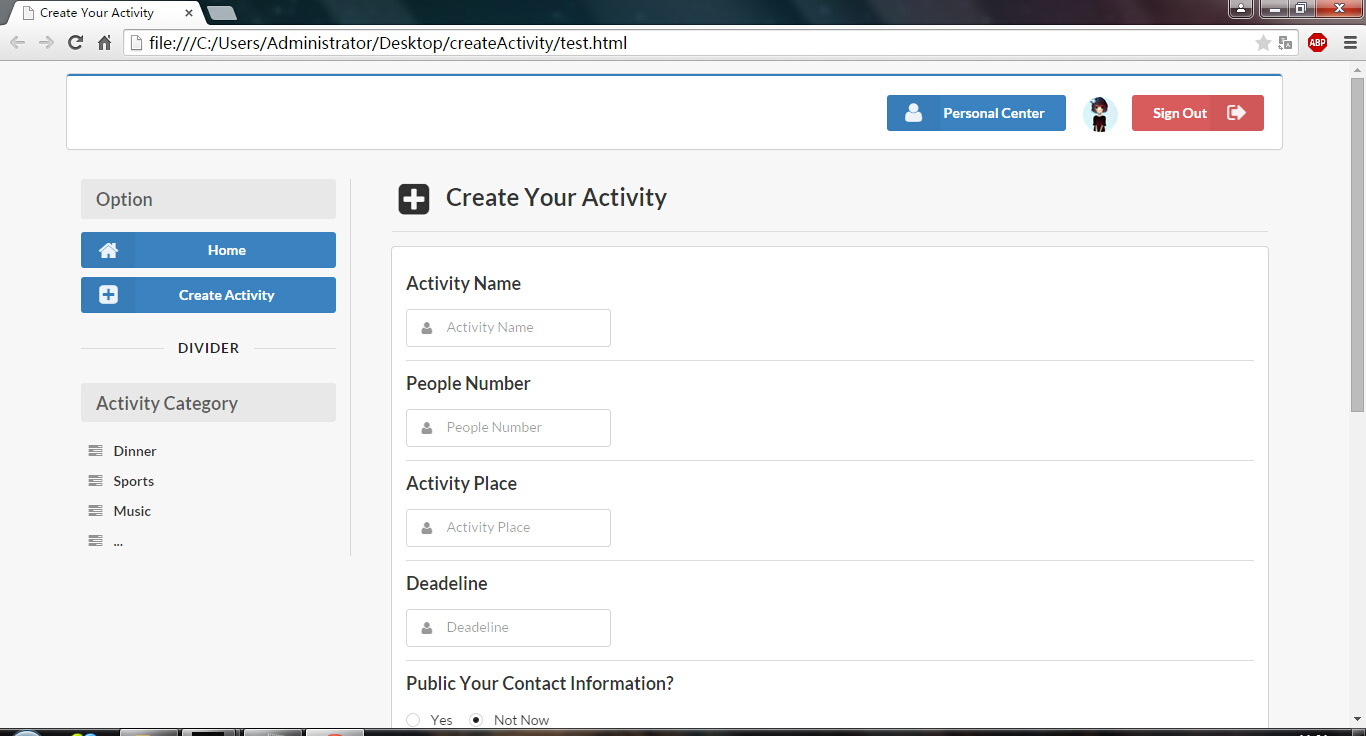 Create Your Activity
file:///C:/Users/Administrator/Desktop/createActivity/test.html
ABP
Personal Center
Sign Out
Option
Home
Create Activity
DIVIDER
Activity Category
Dinner
Sports
Music
...
Create Your Activity
Activity Name
Activity Name
People Number
People Number
Activity Place
Activity Place
Deadeline
Deadeline
Public Your Contact Information?
Yes Not Now